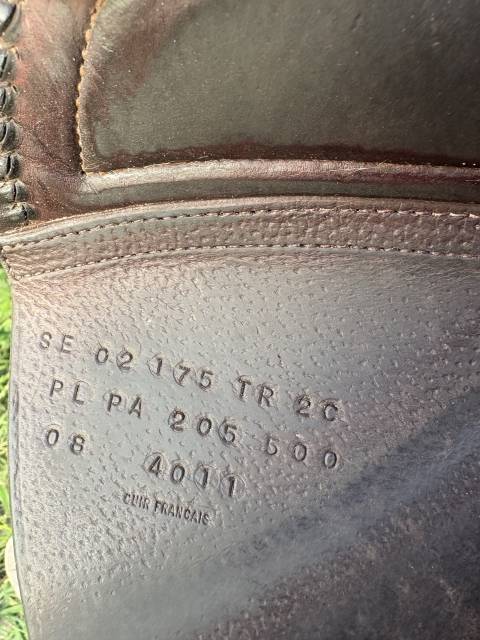 SE 02 175 TR 2C
PL PA 205 500
08 4011
CUIR FRANCAIS